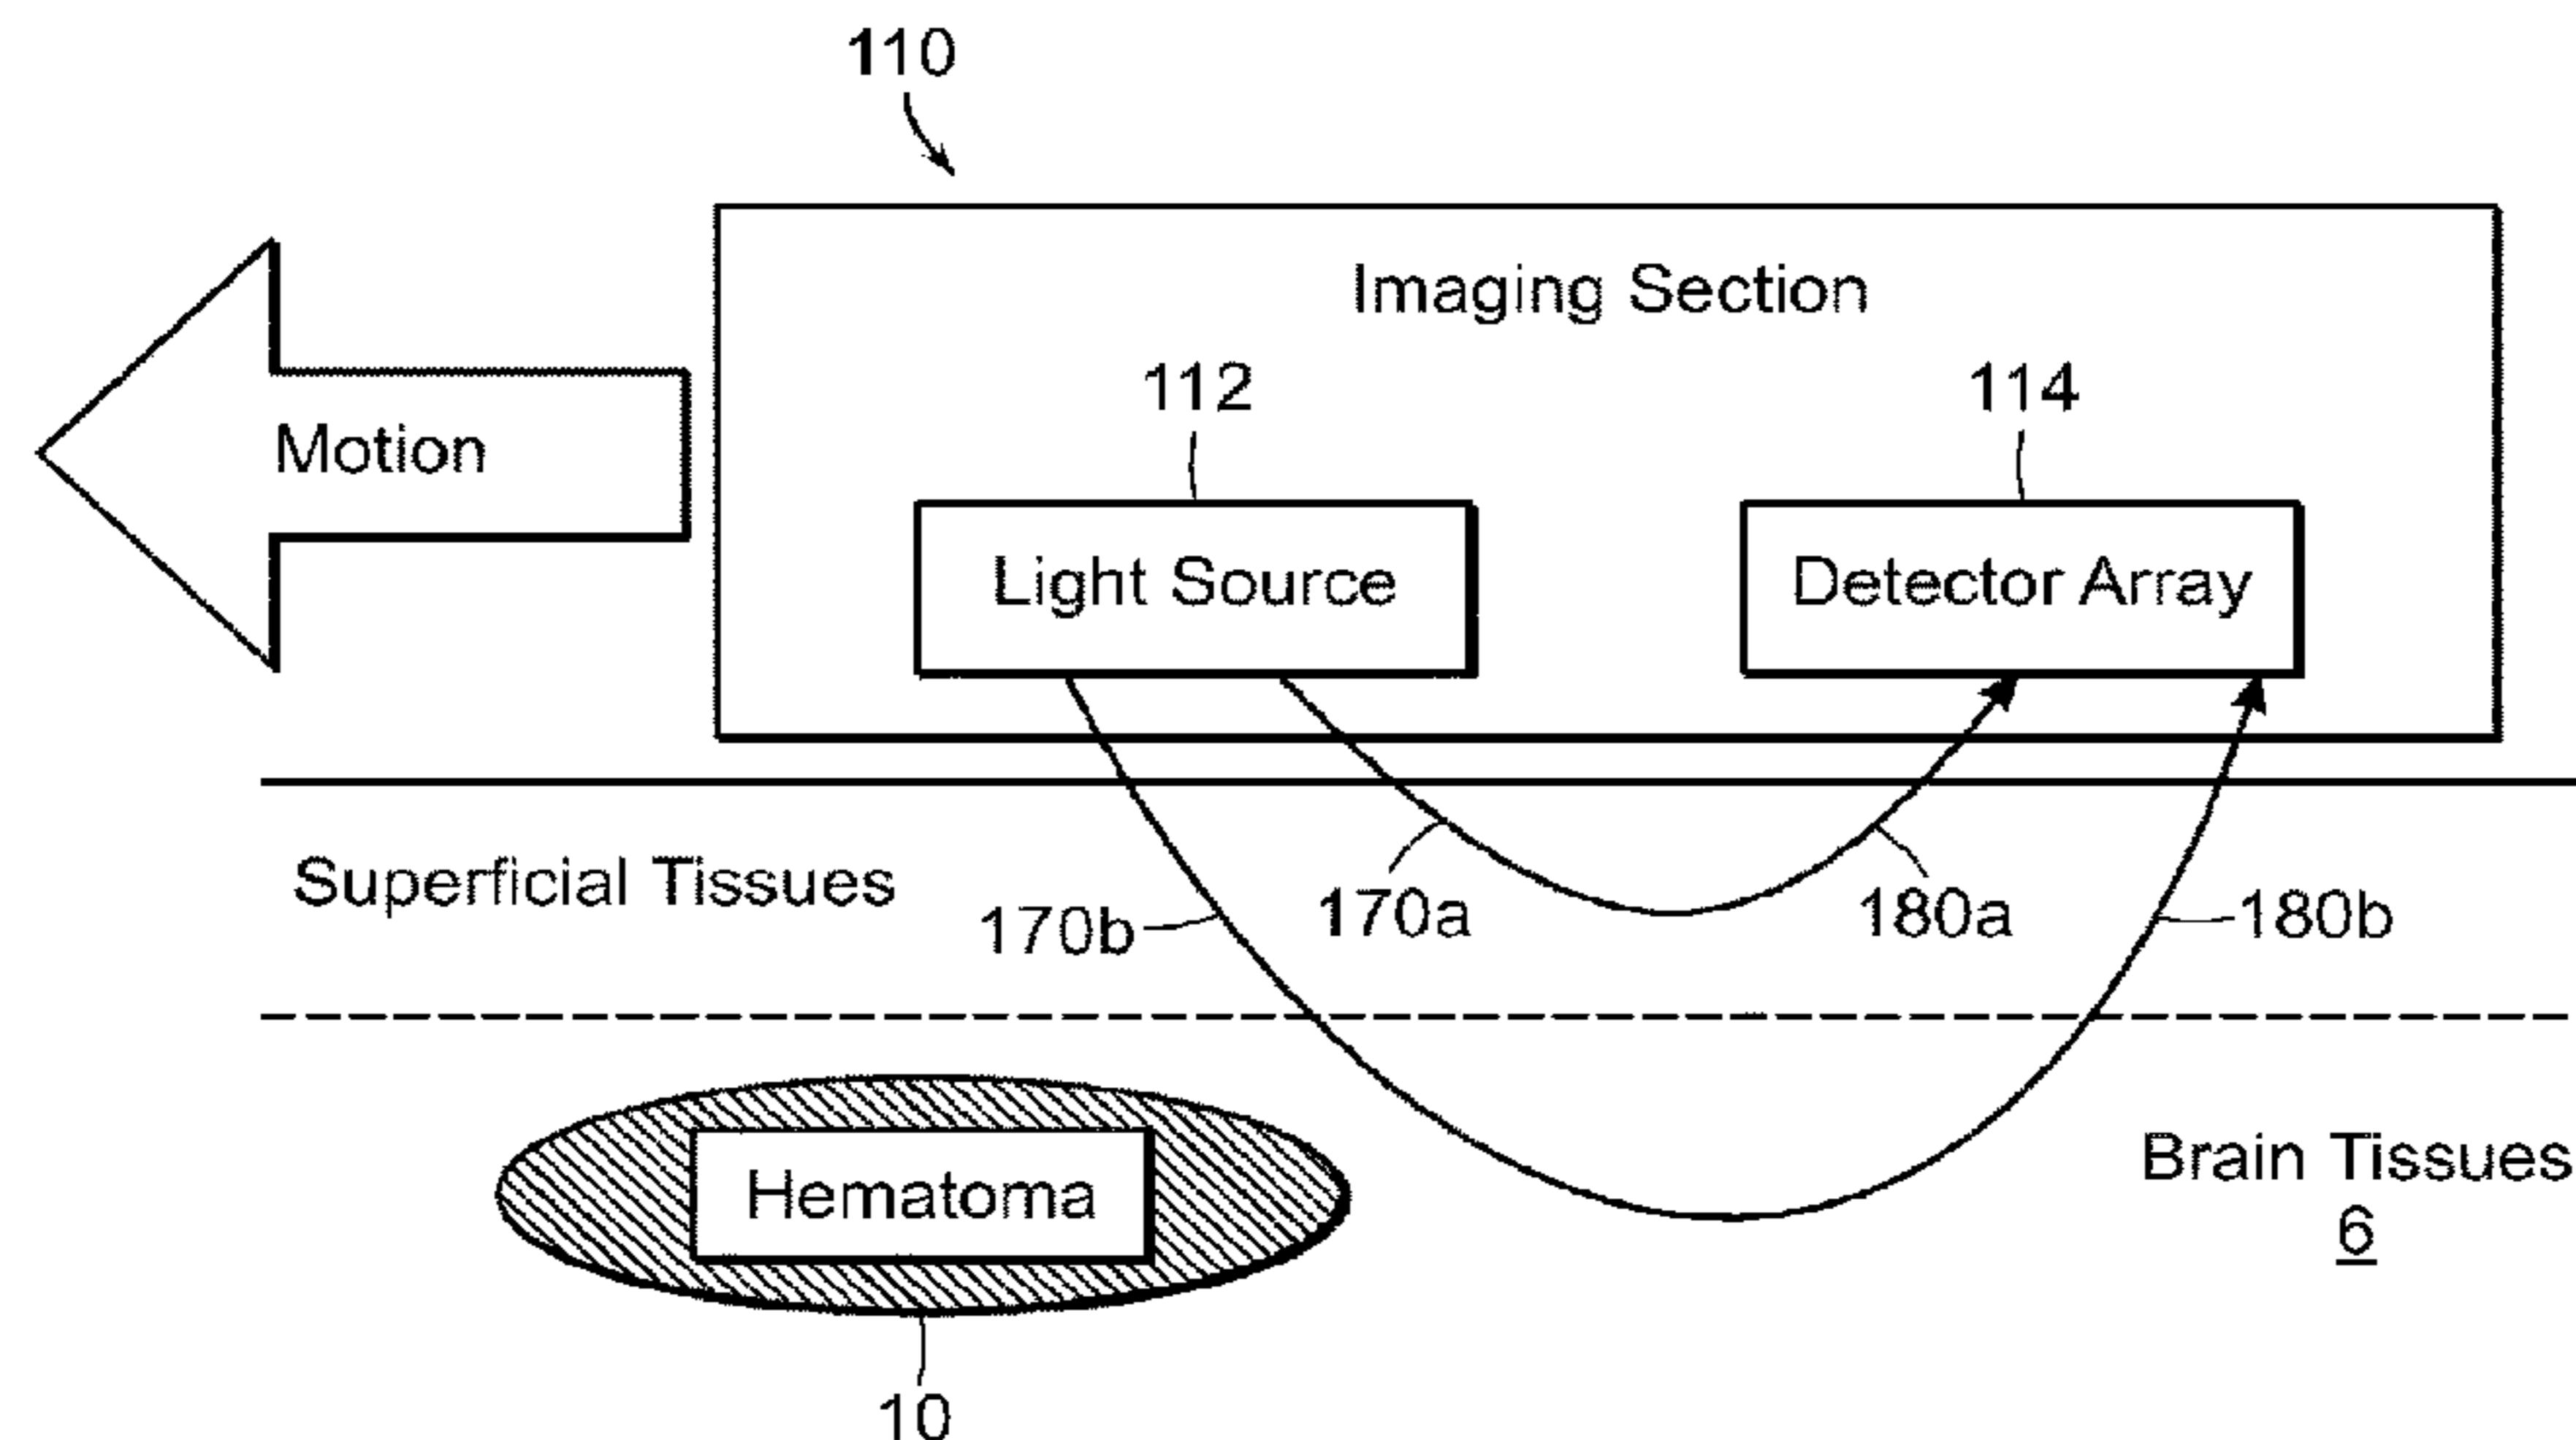 110
Imaging Section
112
114
Motion
Light Source
Detector Array
Superficial Tissues
170b
170a
180a
180b
Brain Tissues
6
Hematoma
10